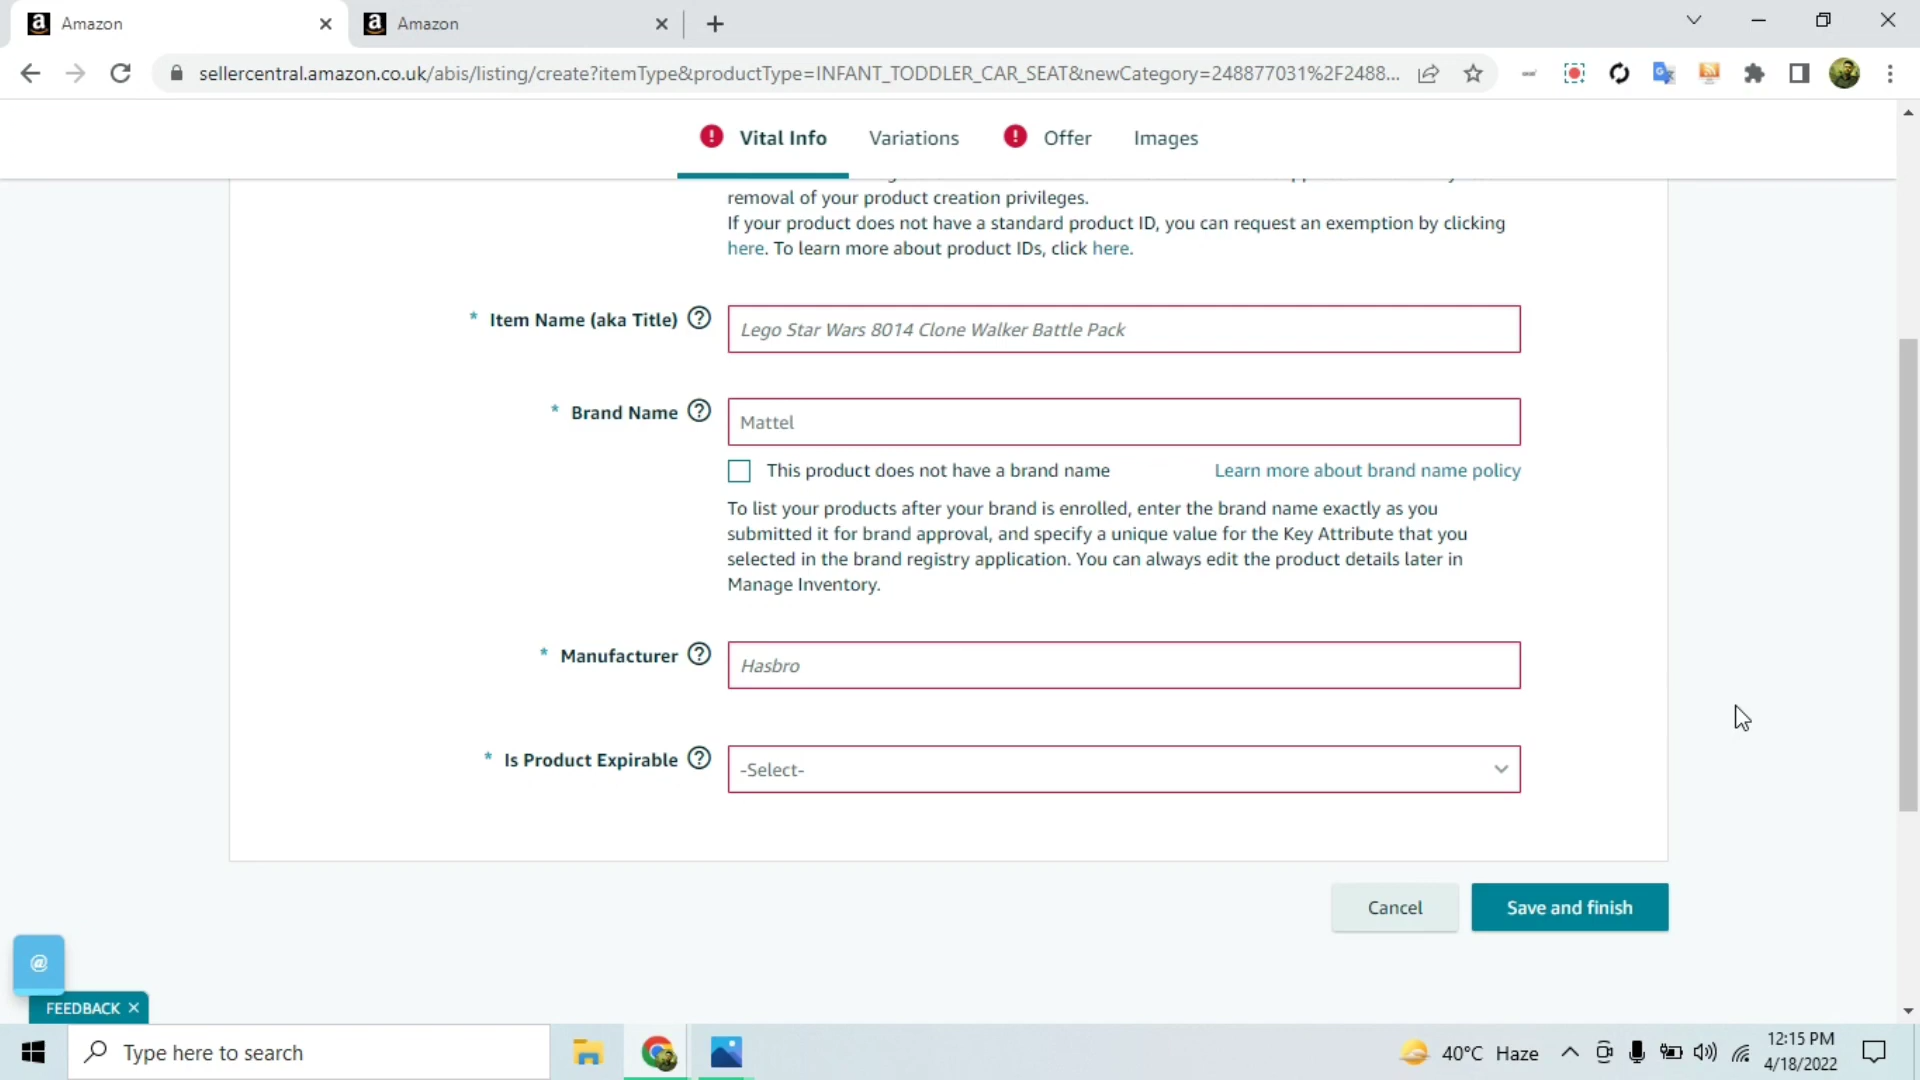 Amazon
Amazon
sellercentral.amazon.co.uk/abis/listing/create?itemType&productType=INFANT_TODDLER_CAR_SEAT&newCategory=248877031%2F2488...
Vital Info
Variations
Offer
Images
removal of your product creation privileges.
If your product does not have a standard product ID, you can request an exemption by clicking
here. To learn more about product IDs, click here.
* Item Name (aka Title)
Lego Star Wars 8014 Clone Walker Battle Pack
* Brand Name
Mattel
This product does not have a brand name
Learn more about brand name policy
To list your products after your brand is enrolled, enter the brand name exactly as you
submitted it for brand approval, and specify a unique value for the Key Attribute that you
selected in the brand registry application. You can always edit the product details later in
Manage Inventory.
* Manufacturer
Hasbro
* Is Product Expirable
-Select-
Cancel
Save and finish
@
FEEDBACK
Type here to search
40°C Haze
12:15 PM
4/18/2022